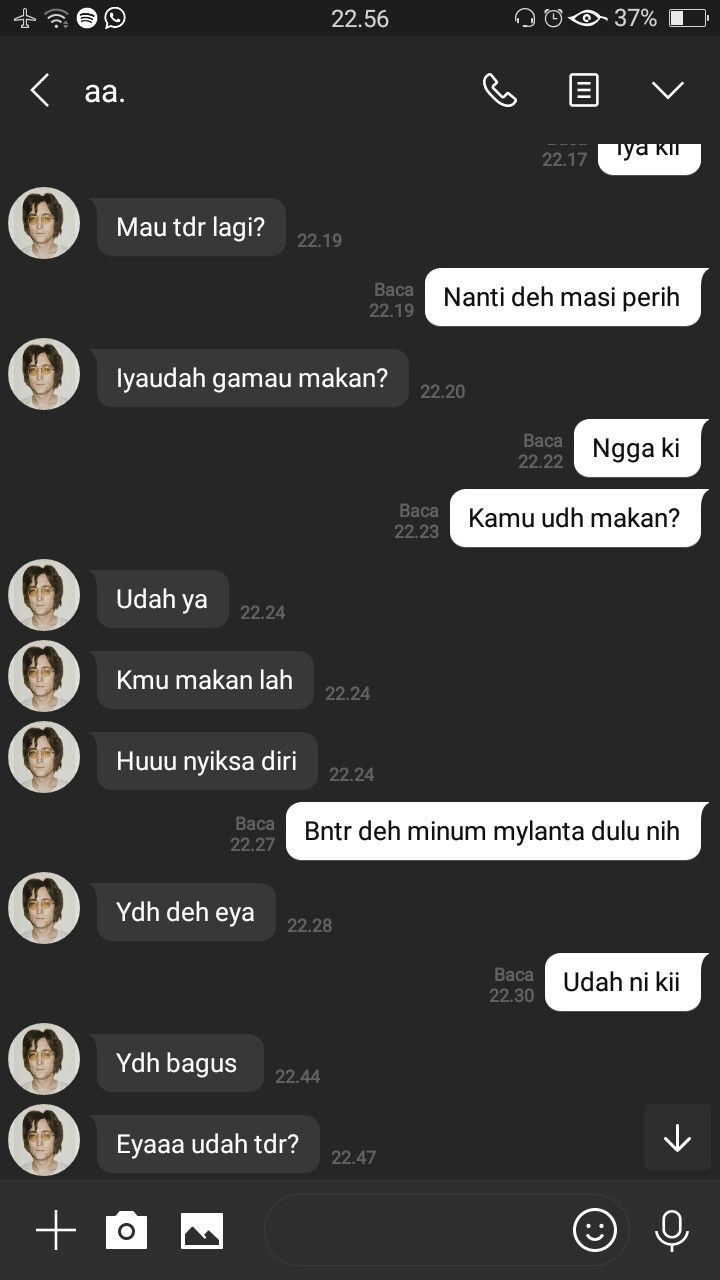 22.56
37%
aa.
22.17
Mau tdr lagi?
22.19
Baca
22.19
Nanti deh masi perih
Iyaudah gamau makan?
22.20
Baca
22.22
Ngga ki
Baca
22.23
Kamu udh makan?
Udah ya
22.24
Kmu makan lah
22.24
Huuu nyiksa diri
22.24
Baca
22.27
Bntr deh minum mylanta dulu nih
Ydh deh eya
22.28
Baca
22.30
Udah ni kii
Ydh bagus
22.44
Eyaaa udah tdr?
22.47